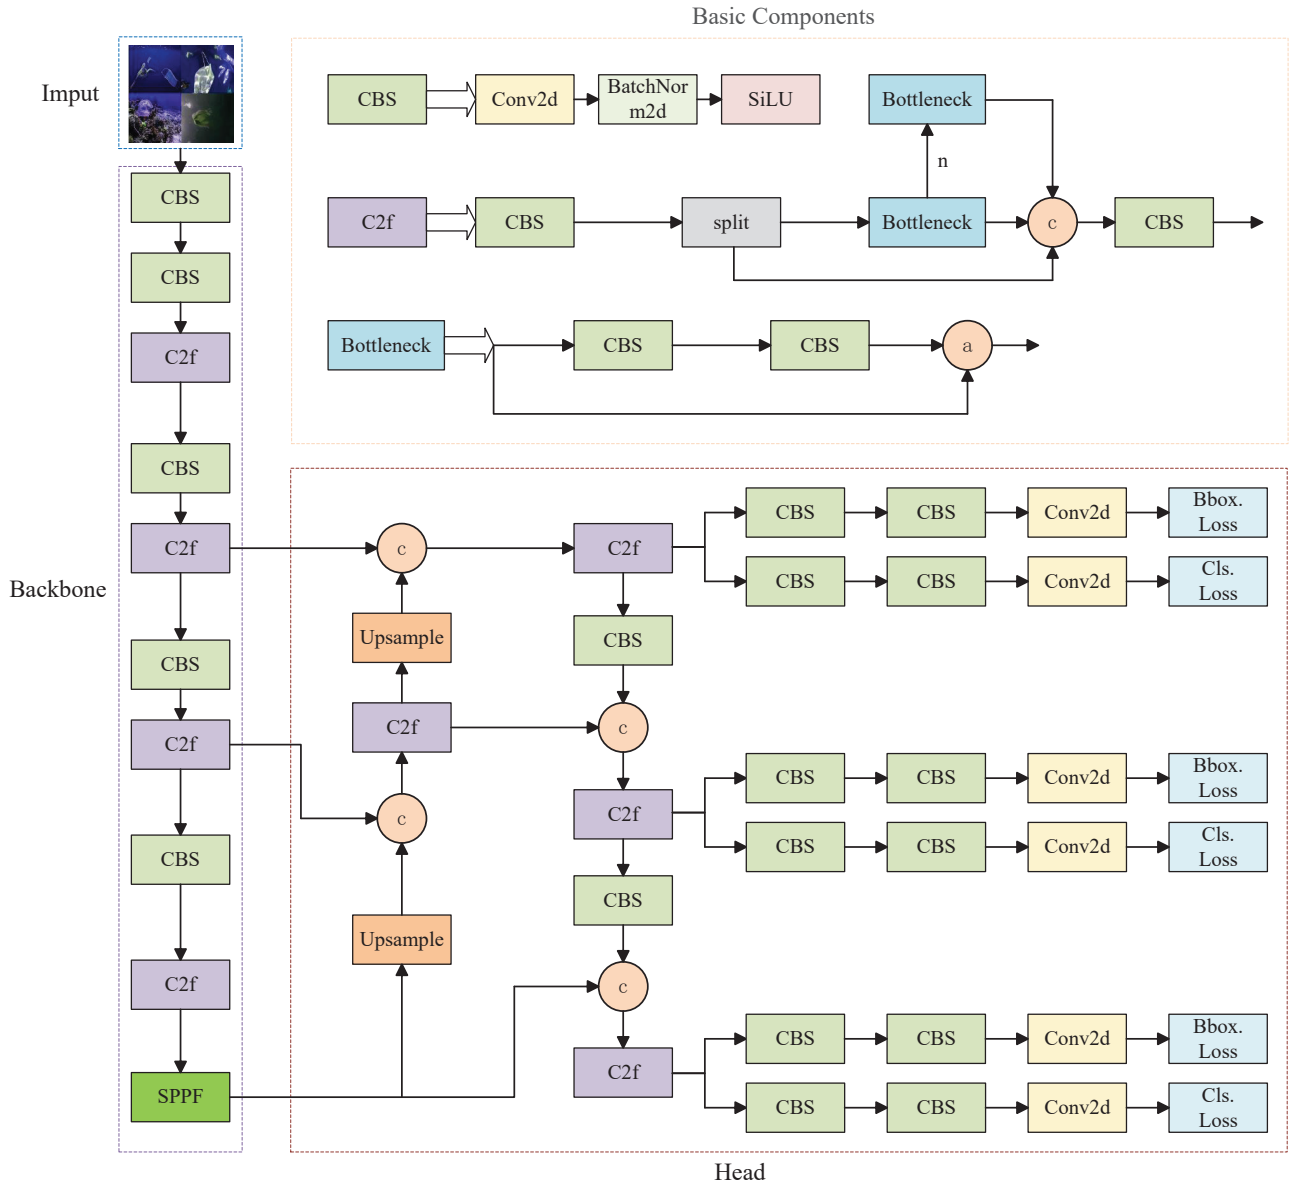 Basic Components
Imput
CBS
Conv2d
BatchNor
m2d
SiLU
Bottleneck
n
C2f
CBS
split
Bottleneck
c
CBS
Bottleneck
CBS
CBS
a
Backbone
CBS
CBS
C2f
CBS
C2f
CBS
C2f
CBS
C2f
SPPF
c
Upsample
C2f
c
Upsample
C2f
CBS
c
C2f
CBS
c
C2f
CBS
CBS
Conv2d
Bbox.
Loss
CBS
CBS
Conv2d
Cls.
Loss
CBS
CBS
Conv2d
Bbox.
Loss
CBS
CBS
Conv2d
Cls.
Loss
CBS
CBS
Conv2d
Bbox.
Loss
CBS
CBS
Conv2d
Cls.
Loss
Head